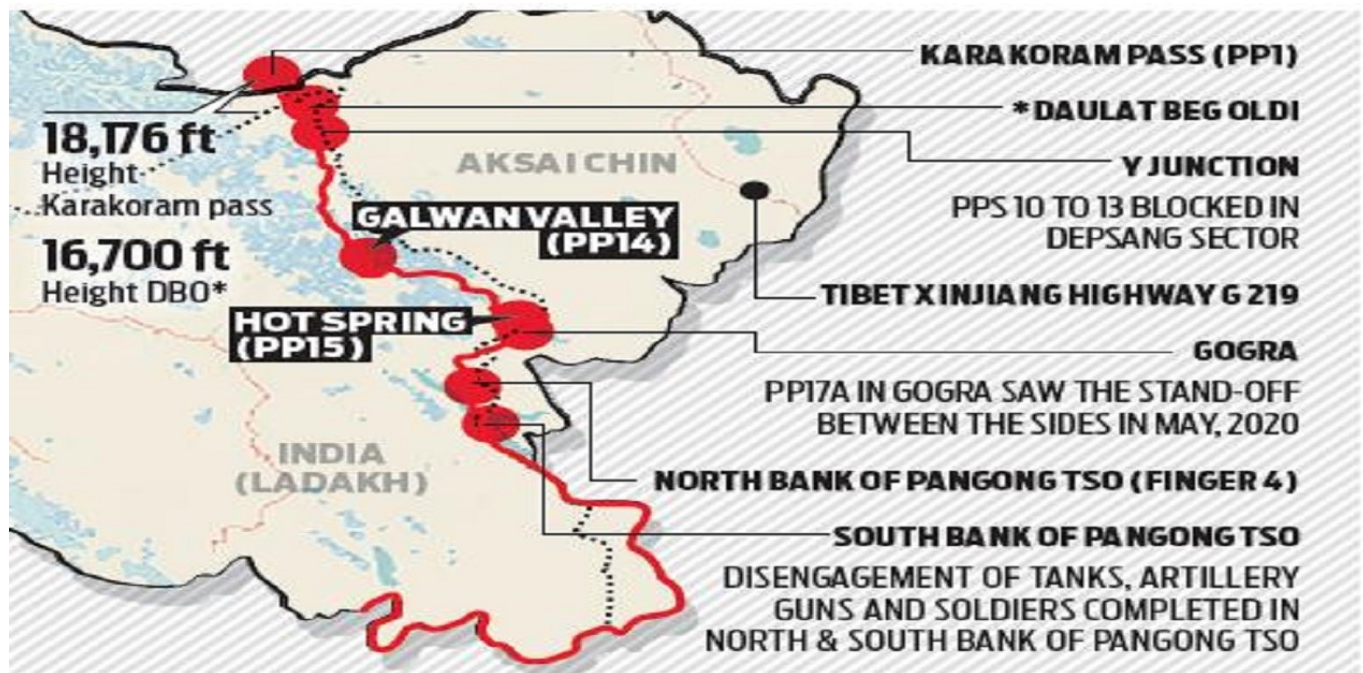 KARAKORAM PASS (PP1)
*DAULAT BEG OLDI
18,176 ft
Height
Karakoram pass
16,700 ft
Height DBO*
AKSAI CHIN
Y JUNCTION
PPS 10 TO 13 BLOCKED IN
DEPSANG SECTOR
GALWAN VALLEY
(PP14)
TIBET XINJIANG HIGHWAY G 219
HOT SPRING
(PP15)
GOGRA
PP17A IN GOGRA SAW THE STAND-OFF
BETWEEN THE SIDES IN MAY, 2020
INDIA
(LADAKH)
NORTH BANK OF PANGONG TSO (FINGER 4)
SOUTH BANK OF PANGONG TSO
DISENGAGEMENT OF TANKS, ARTILLERY
GUNS AND SOLDIERS COMPLETED IN
NORTH & SOUTH BANK OF PANGONG TSO